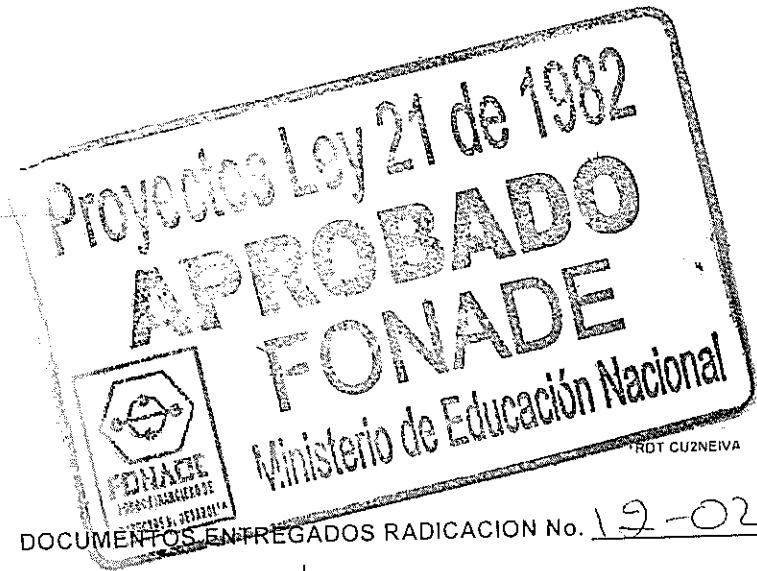 Proyectos Ley 21 de 1982
APROBADO
FONADE
Ministerio de Educación Nacional
FONADE
RDT CU2NEIVA
DOCUMENTOS ENTREGADOS RADICACION No. 19-02